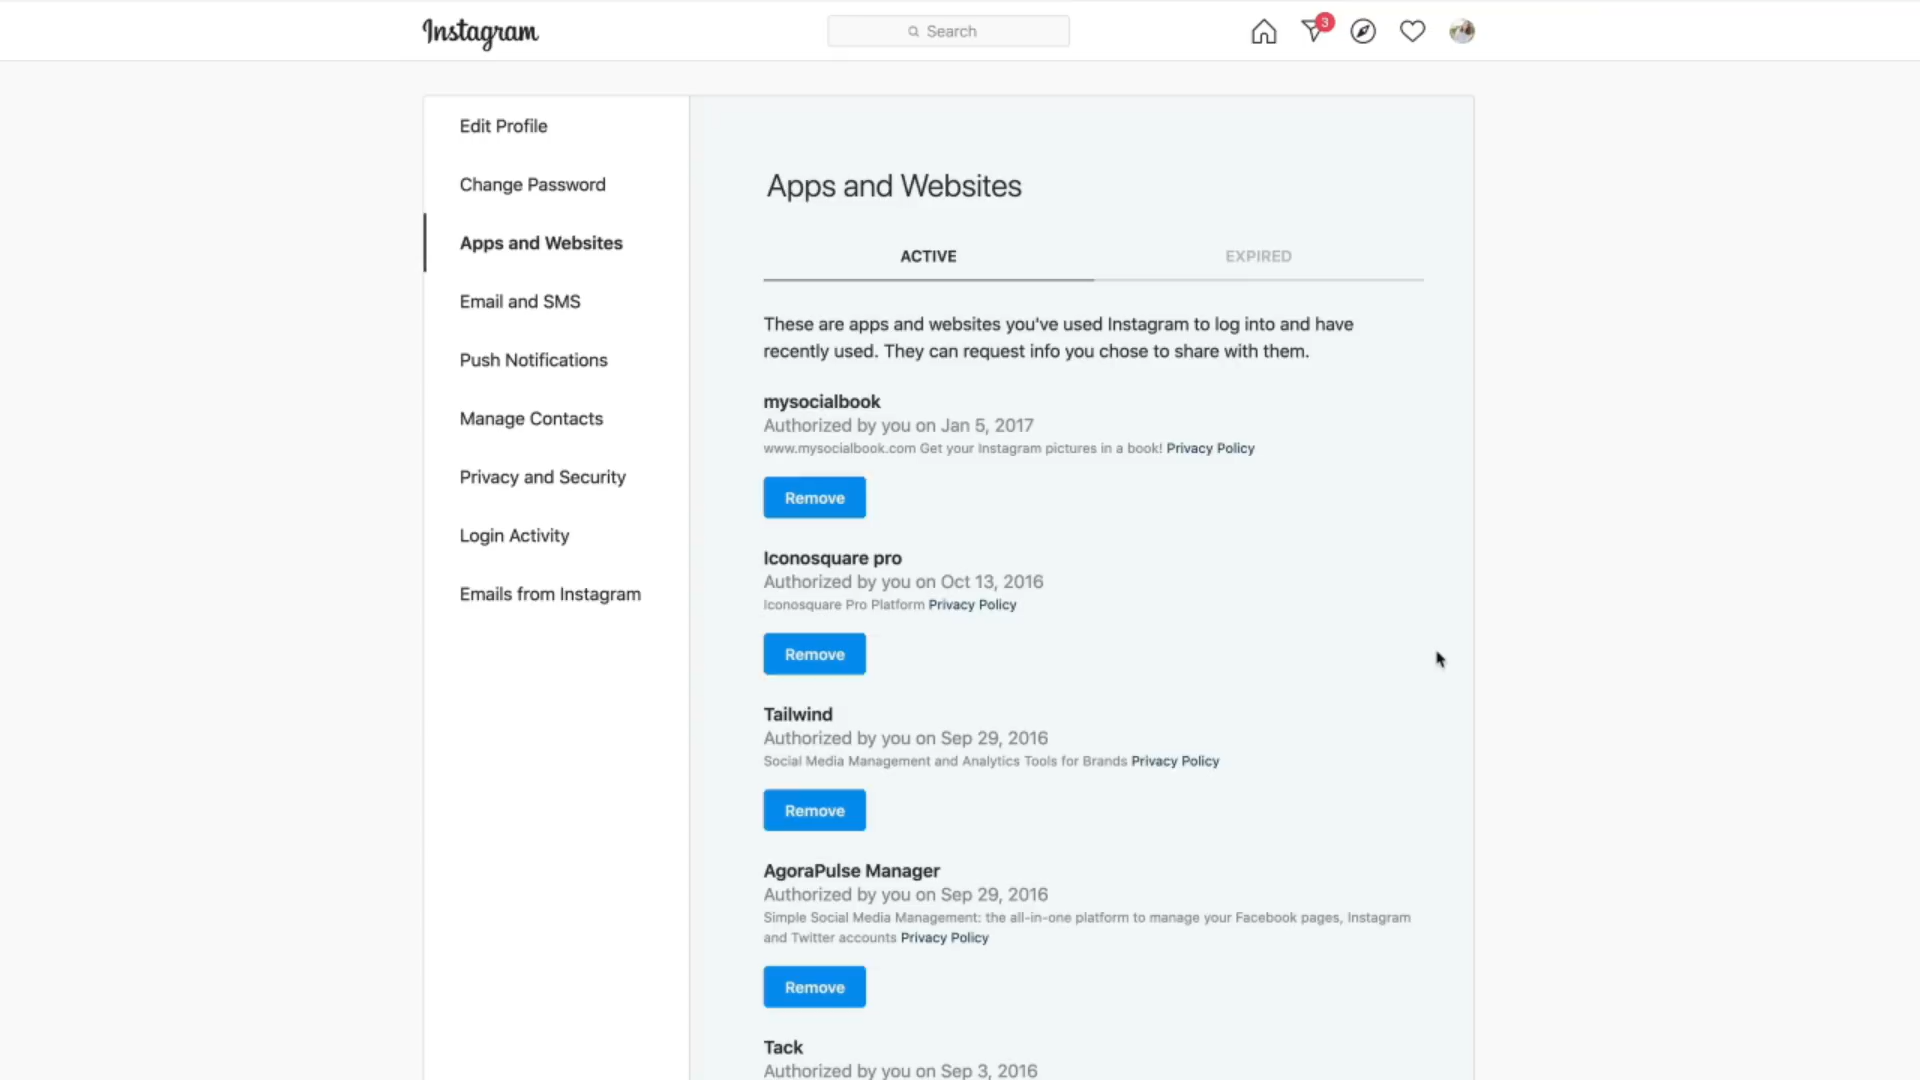 Instagram
Search
3
Edit Profile
Change Password
Apps and Websites
Email and SMS
Push Notifications
Manage Contacts
Privacy and Security
Login Activity
Emails from Instagram
Apps and Websites
ACTIVE
EXPIRED
These are apps and websites you've used Instagram to log into and have
recently used. They can request info you chose to share with them.
mysocialbook
Authorized by you on Jan 5, 2017
www.mysocialbook.com Get your Instagram pictures in a book! Privacy Policy
Remove
Iconosquare pro
Authorized by you on Oct 13, 2016
Iconosquare Pro Platform Privacy Policy
Remove
Tailwind
Authorized by you on Sep 29, 2016
Social Media Management and Analytics Tools for Brands Privacy Policy
Remove
AgoraPulse Manager
Authorized by you on Sep 29, 2016
Simple Social Media Management: the all-in-one platform to manage your Facebook pages, Instagram
and Twitter accounts Privacy Policy
Remove
Tack
Authorized by you on Sep 3, 2016